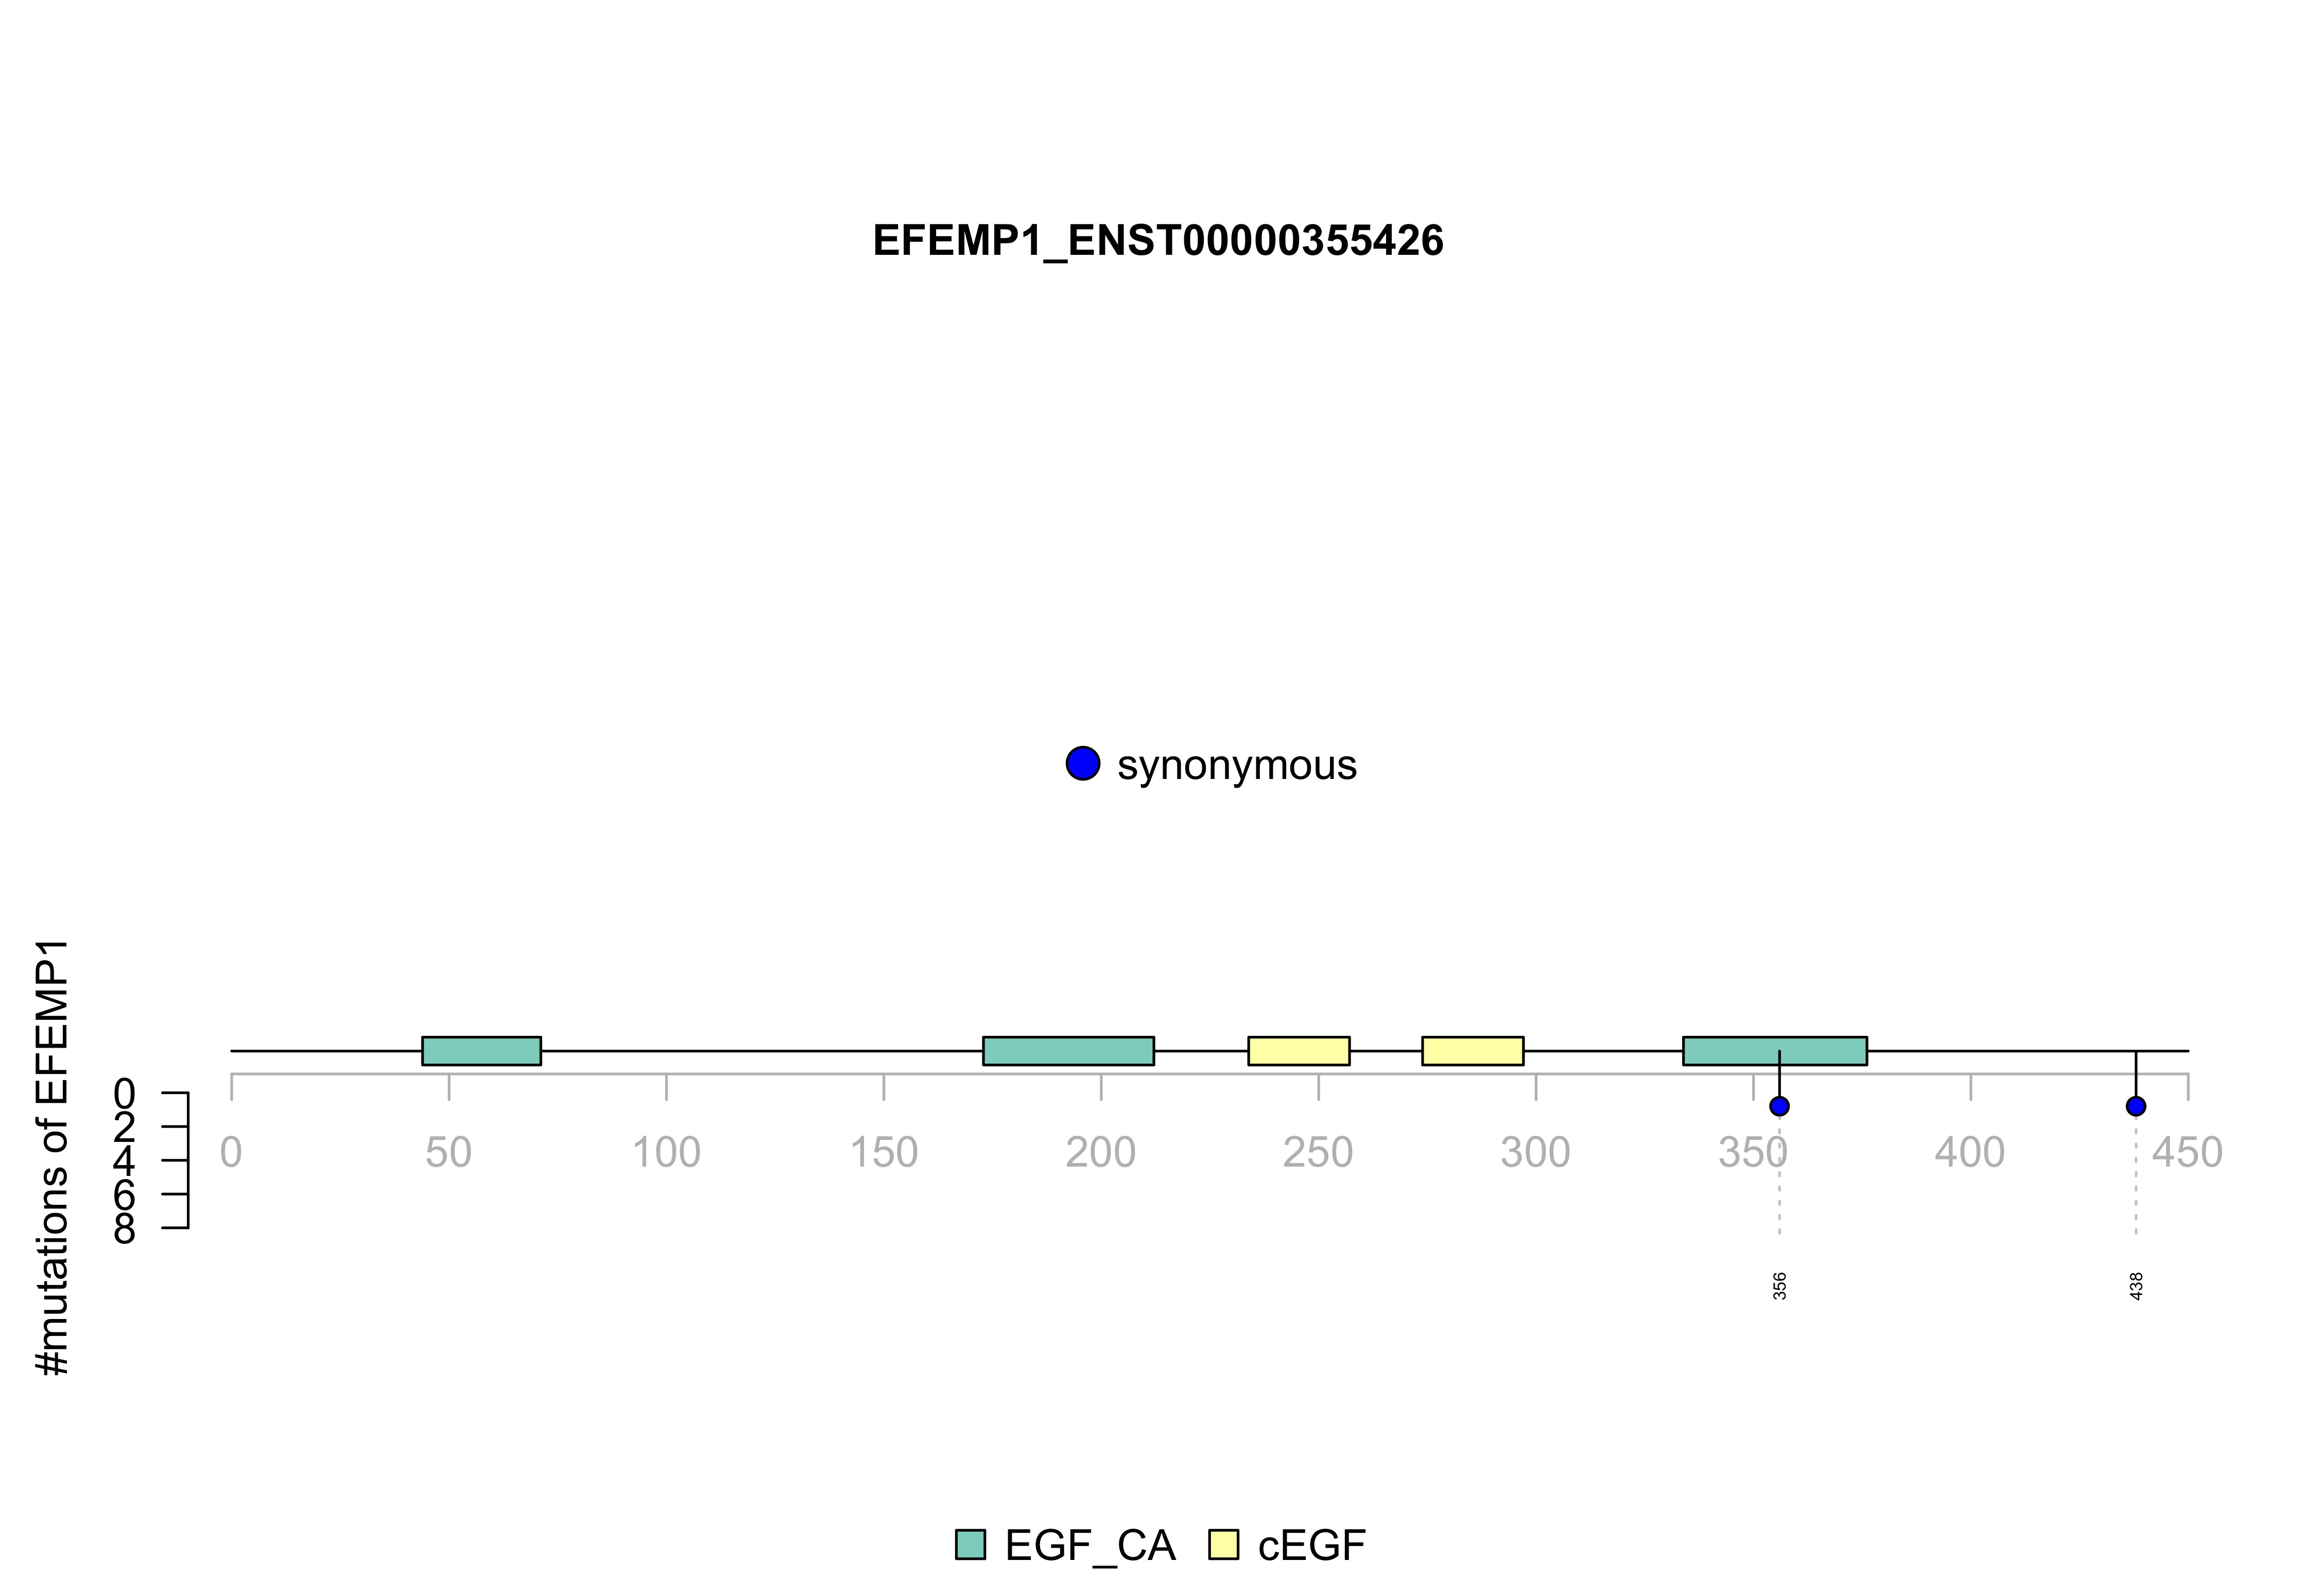 EFEMP1_ENST00000355426
synonymous
#mutations of EFEMP1
0
2
4
6
8
0 50 100 150 200 250 300 350 400 450
356 438
EGF_CA cEGF